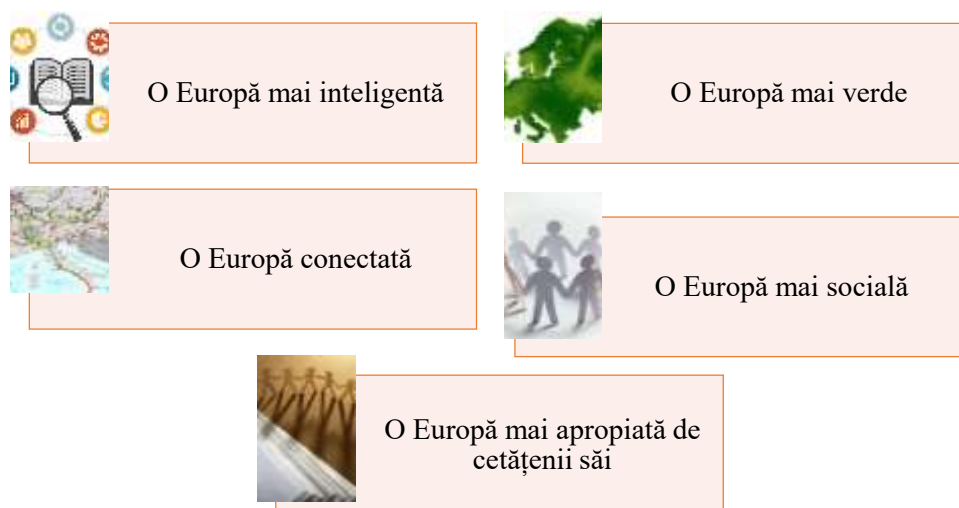 O Europă mai inteligentă
O Europă mai verde
O Europă conectată
O Europă mai socială
O Europă mai apropiată de
cetățenii săi